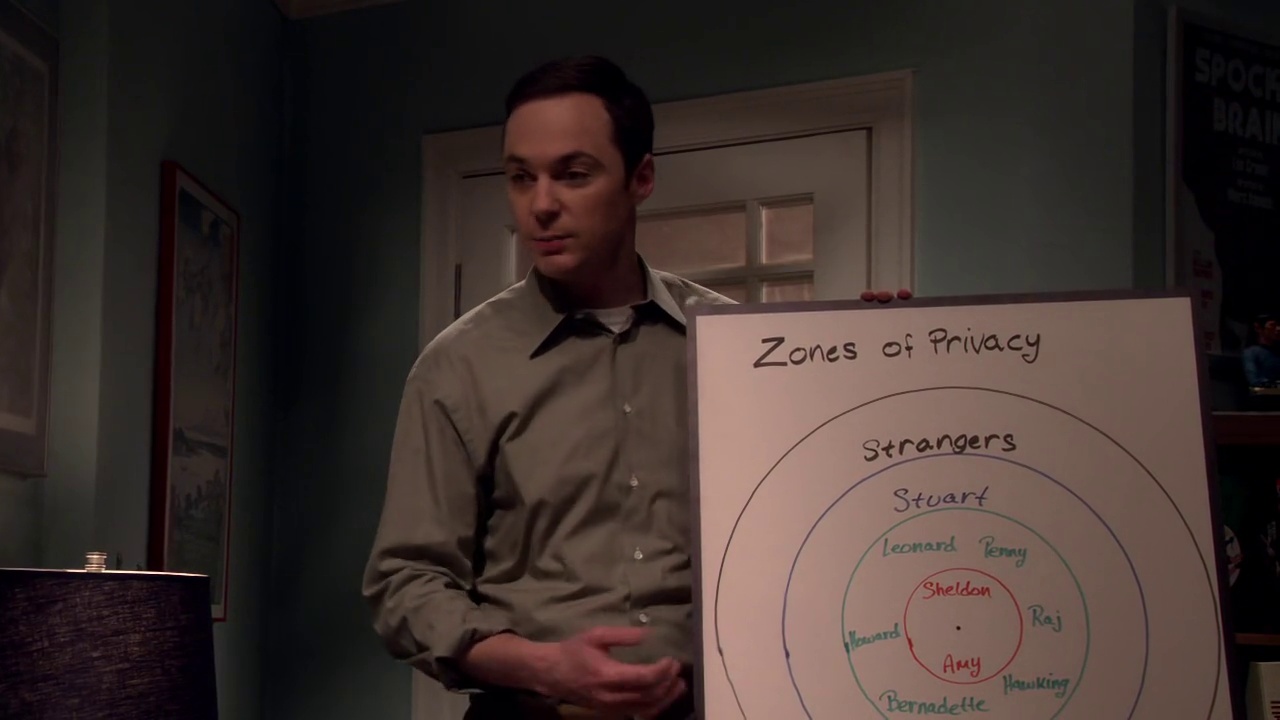 SPOCK
BRAI
Zones of Privacy
Strangers
Stuart
Leonard Penny
Sheldon
Raj
Howard
Amy
Hawking
Bernadette